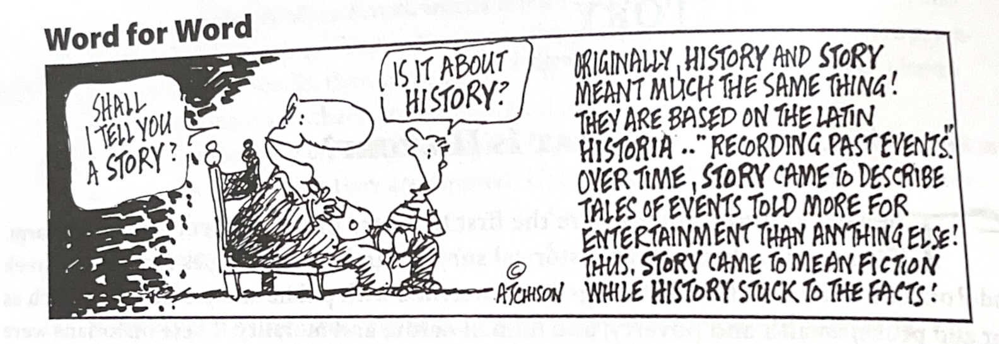 Word for Word
SHALL
I TELL YOU
A STORY?
IS IT ABOUT
HISTORY?
ORIGINALLY, HISTORY AND STORY
MEANT MUCH THE SAME THING!
THEY ARE BASED ON THE LATIN
HISTORIA .. "RECORDING PAST EVENTS".
OVER TIME, STORY CAME TO DESCRIBE
TALES OF EVENTS TOLD MORE FOR
ENTERTAINMENT THAN ANYTHING ELSE!
THUS, STORY CAME TO MEAN FICTION
WHILE HISTORY STUCK TO THE FACTS!
©
ATCHISON